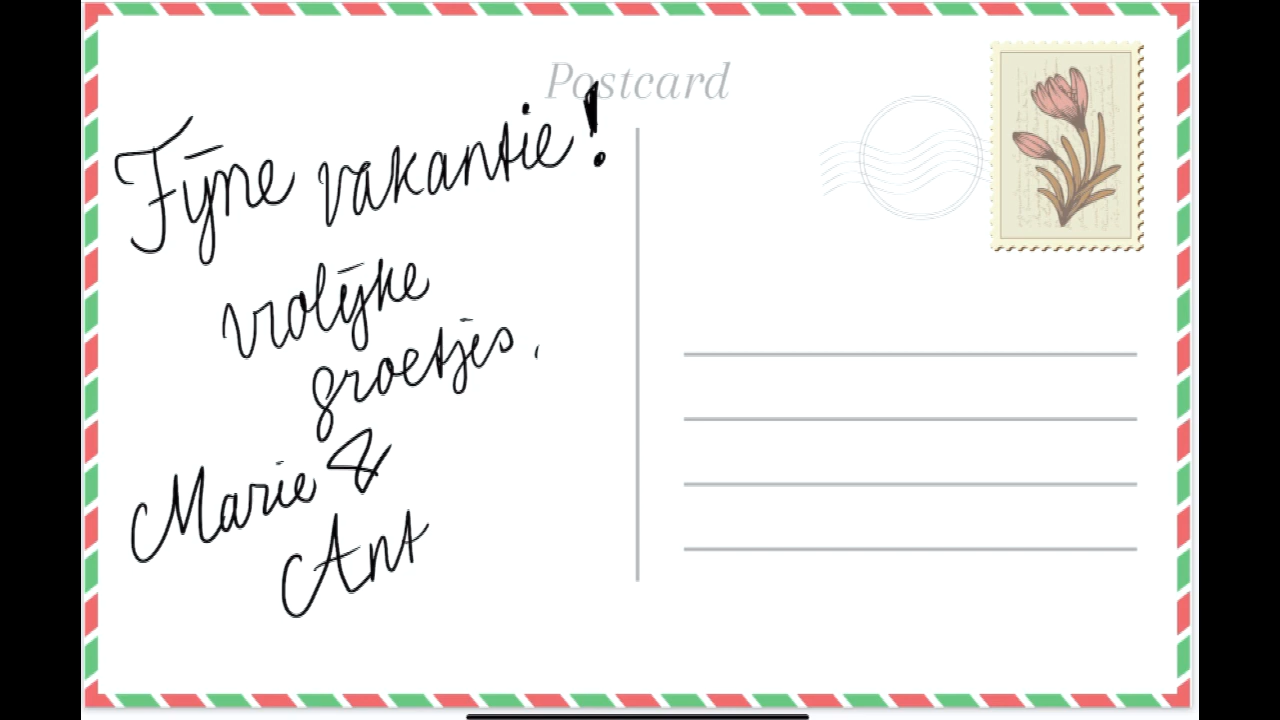 Postcard
Fijne vakantie!
vrolijke
groetjes,
Marie &
Ant